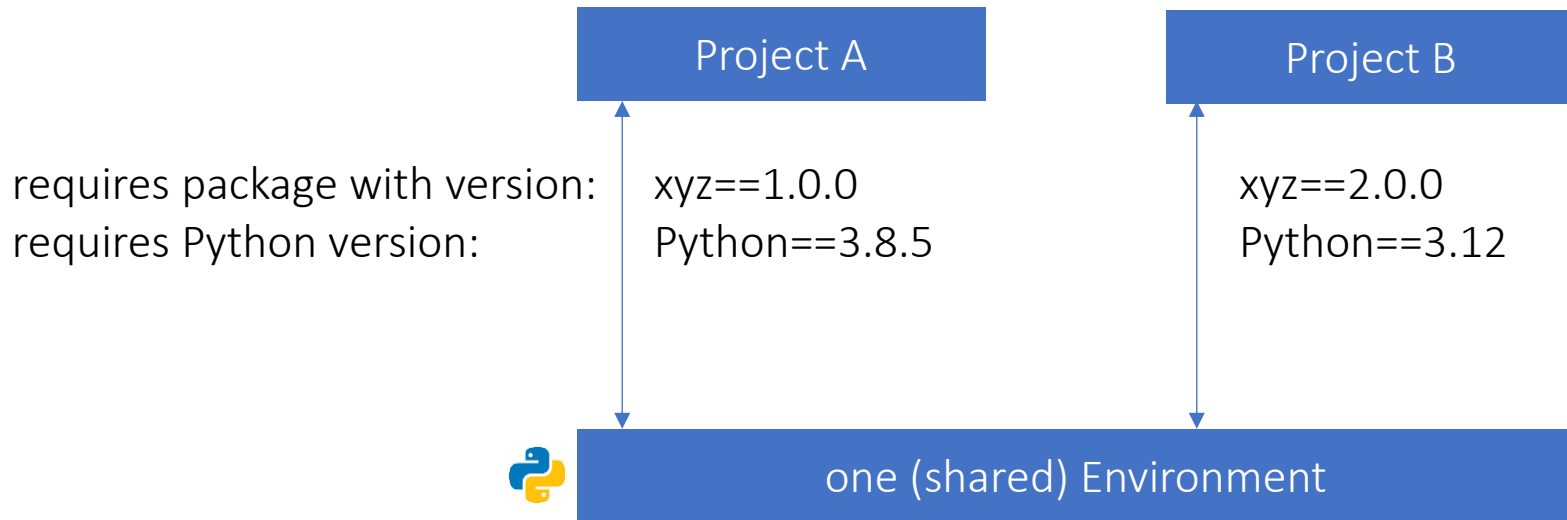 Project A
Project B
requires package with version: xyz==1.0.0 xyz==2.0.0
requires Python version: Python==3.8.5 Python==3.12
one (shared) Environment